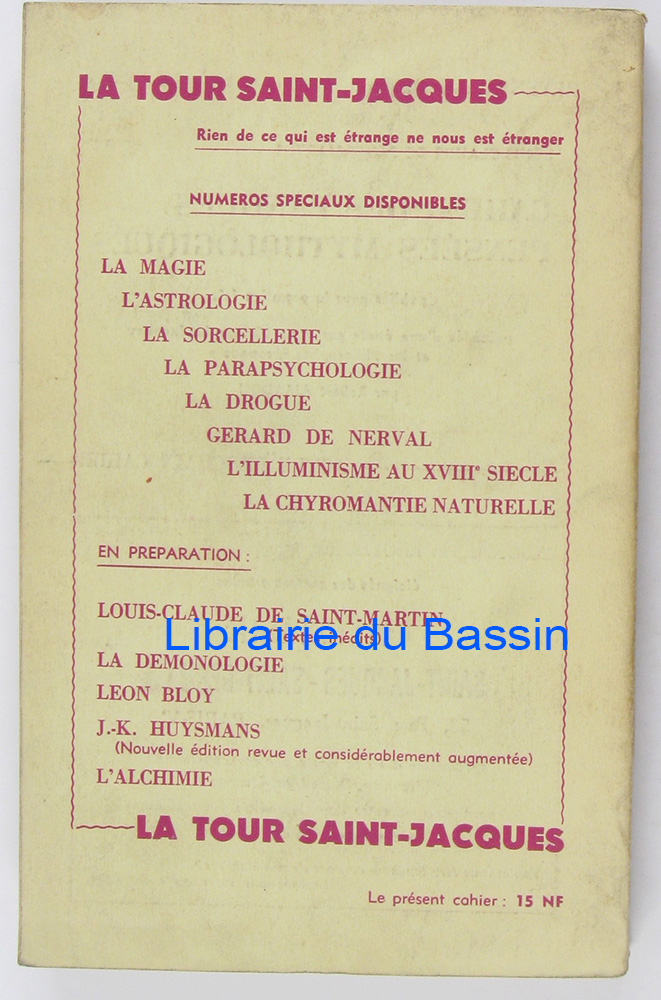 LA TOUR SAINT-JACQUES
Rien de ce qui est étrange ne nous est étranger
NUMEROS SPECIAUX DISPONIBLES
LA MAGIE
L'ASTROLOGIE
LA SORCELLERIE
LA PARAPSYCHOLOGIE
LA DROGUE
GERARD DE NERVAL
L'ILLUMINISME AU XVIIIe SIECLE
LA CHYROMANTIE NATURELLE
EN PREPARATION :
LOUIS-CLAUDE DE SAINT-MARTIN
(Textes inédits)
Librairie du Bassin
LA DEMONOLOGIE
LEON BLOY
J.-K. HUYSMANS
(Nouvelle édition revue et considérablement augmentée)
L'ALCHIMIE
LA TOUR SAINT-JACQUES
Le présent cahier : 15 NF